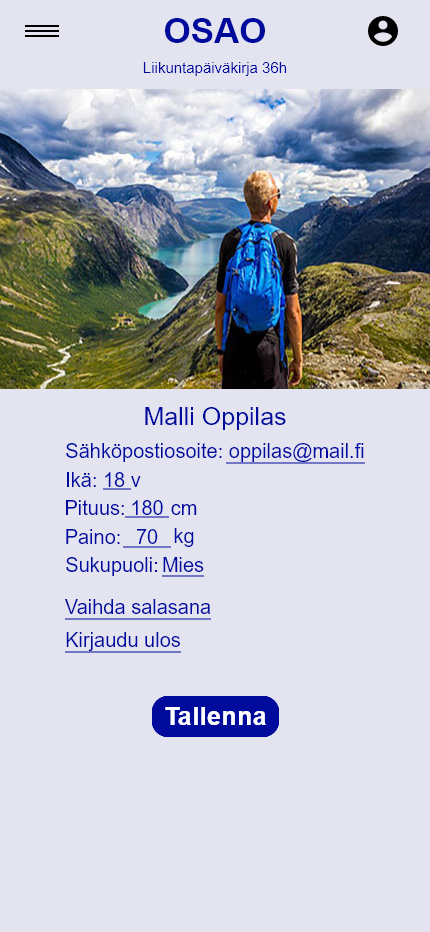 OSAO
Liikuntapäiväkirja 36h
Malli Oppilas
Sähköpostiosoite: oppilas@mail.fi
Ikä: 18 v
Pituus: 180 cm
Paino: 70 kg
Sukupuoli: Mies
Vaihda salasana
Kirjaudu ulos
Tallenna